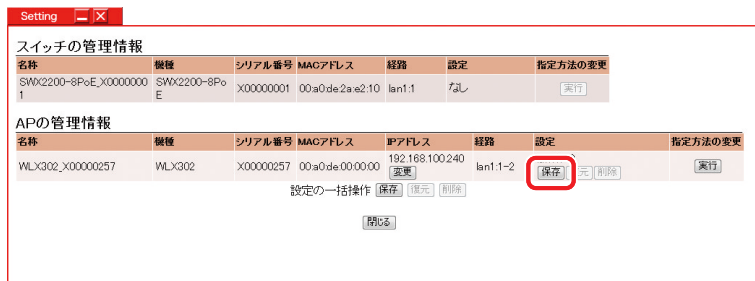 Setting
スイッチの管理情報
名称 機種 シリアル番号 MACアドレス 経路 設定 指定方法の変更
SWX2200-8PoE_X0000000 SWX2200-8Po X00000001 00:a0:de:2a:e2:10 lan1:1 なし 実行
1 E
APの管理情報
名称 機種 シリアル番号 MACアドレス IPアドレス 経路 設定 指定方法の変更
WLX302_X00000257 WLX302 X00000257 00:a0:de:00:00:00 192.168.100.240 lan1:1-2
変更 保存 元 削除 実行
設定の一括操作 保存 復元 削除
閉じる